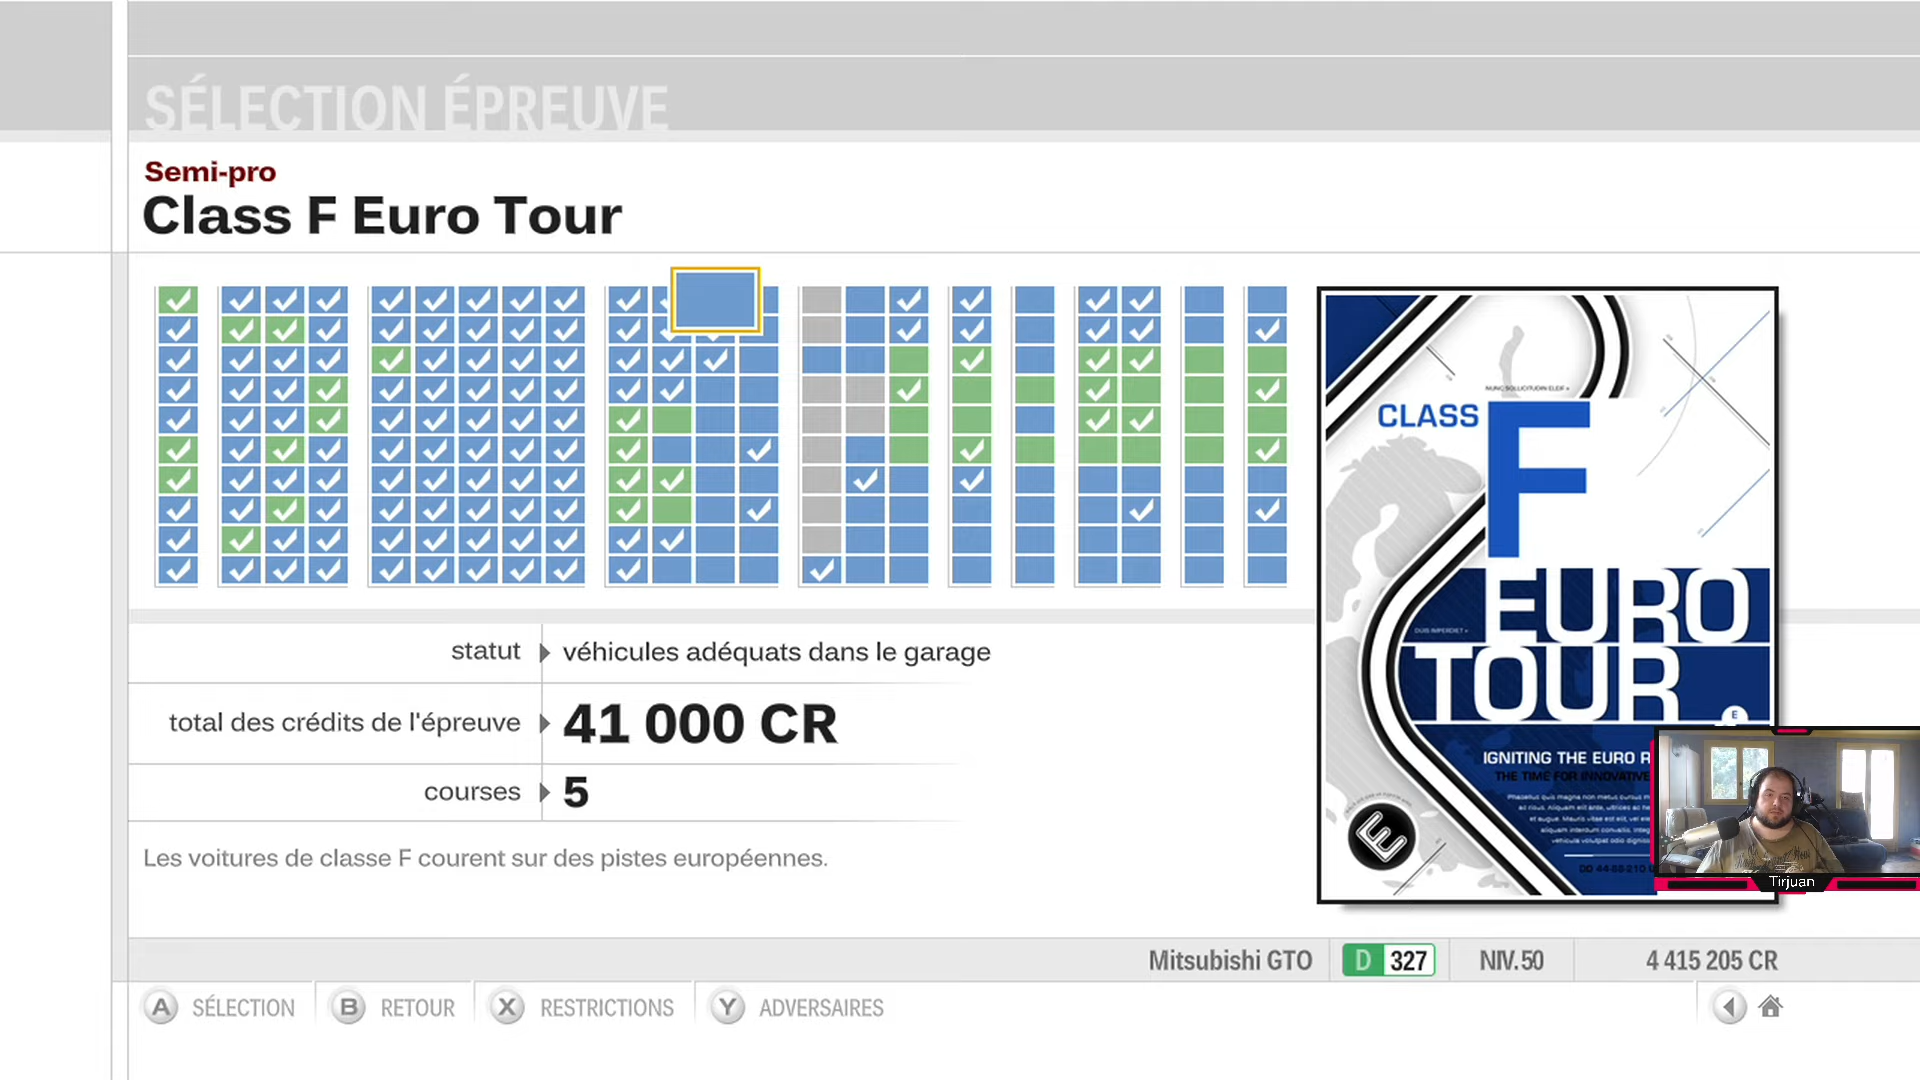 SÉLECTION ÉPREUVE
Semi-pro
Class F Euro Tour
CLASS
F
EURO
TOUR
E
IGNITING THE EURO R
THE TIME FOR INNOVATIVE
statut
véhicules adéquats dans le garage
total des crédits de l'épreuve
41 000 CR
courses
5
Les voitures de classe F courent sur des pistes européennes.
Tirjuan
Mitsubishi GTO
D 327
NIV.50
4 415 205 CR
A SÉLECTION
B RETOUR
X RESTRICTIONS
Y ADVERSAIRES